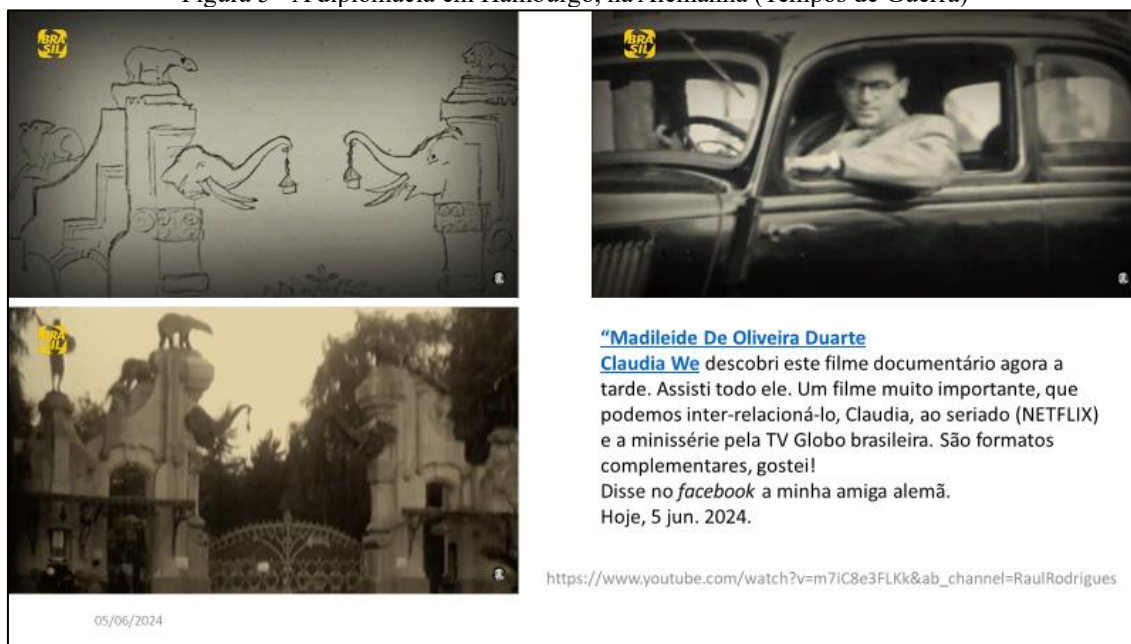 Figura 3 - A diplomacia em Hamburgo, na Alemanha (Tempos de Guerra)
BRA
SIL
BRA
SIL
BRA
SIL
“Madileide De Oliveira Duarte
Claudia We descobri este filme documentário agora a
tarde. Assisti todo ele. Um filme muito importante, que
podemos inter-relacioná-lo, Claudia, ao seriado (NETFLIX)
e a minissérie pela TV Globo brasileira. São formatos
complementares, gostei!
Disse no facebook a minha amiga alemã.
Hoje, 5 jun. 2024.
https://www.youtube.com/watch?v=m7iC8e3FLKk&ab_channel=RaulRodrigues
05/06/2024